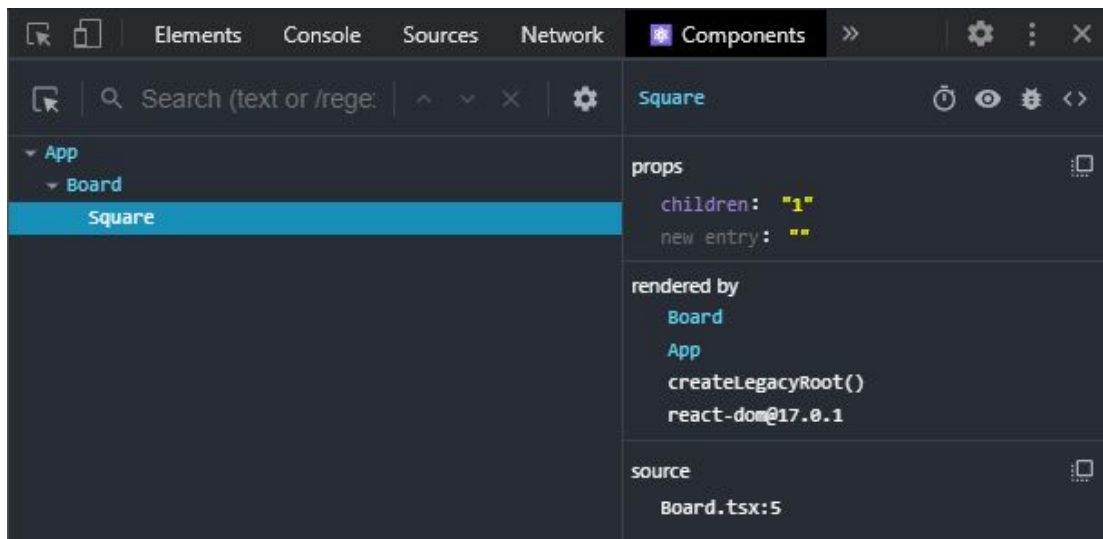 Elements Console Sources Network Components »
Search (text or /rege:
Square
App
Board
Square
props
children: "1"
new entry: ""
rendered by
Board
App
createLegacyRoot()
react-dom@17.0.1
source
Board.tsx:5